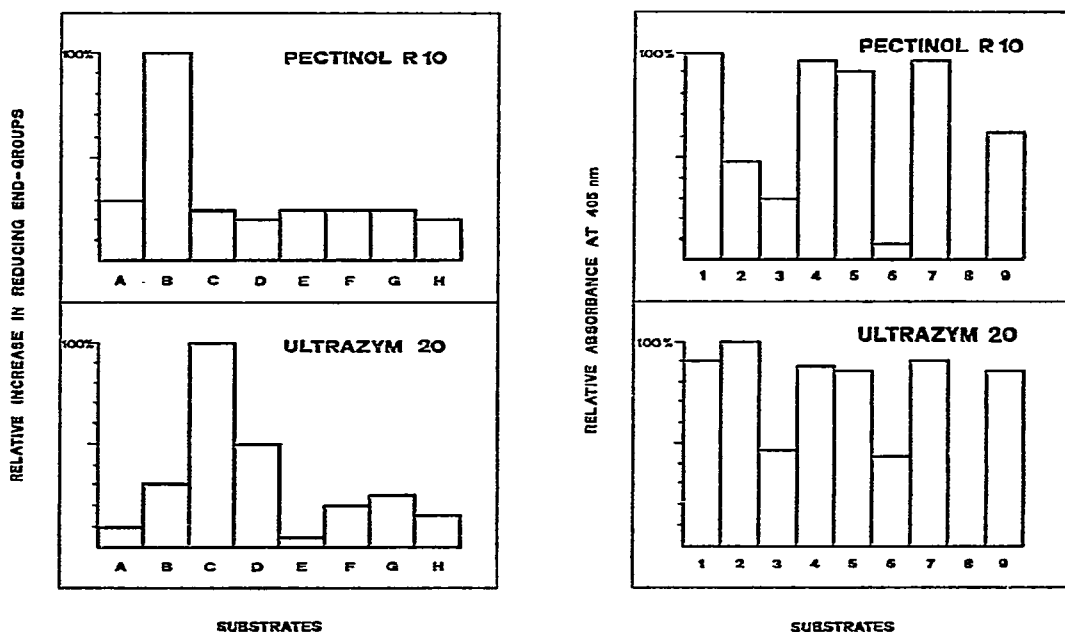 RELATIVE INCREASE IN REDUCING END-GROUPS
100%
PECTINOL R 10
A B C D E F G H
100%
ULTRAZYM 20
A B C D E F G H
SUBSTRATES
RELATIVE ABSORBANCE AT 405 nm
100%
PECTINOL R 10
1 2 3 4 5 6 7 8 9
100%
ULTRAZYM 20
1 2 3 4 5 6 7 8 9
SUBSTRATES